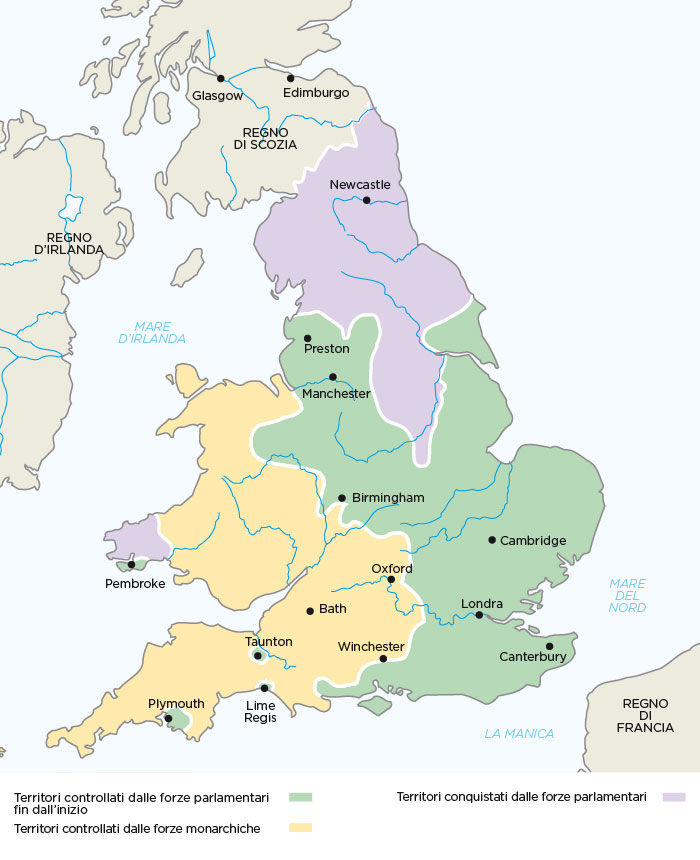 Glasgow
Edimburgo
REGNO
DI SCOZIA
Newcastle
REGNO
D'IRLANDA
MARE
D'IRLANDA
Preston
Manchester
Birmingham
Cambridge
Pembroke
Oxford
MARE
DEL
NORD
Bath
Londra
Taunton
Winchester
Canterbury
Plymouth
Lime
Regis
REGNO
DI
FRANCIA
LA MANICA
Territori controllati dalle forze parlamentari
fin dall'inizio
Territori conquistati dalle forze parlamentari
Territori controllati dalle forze monarchiche